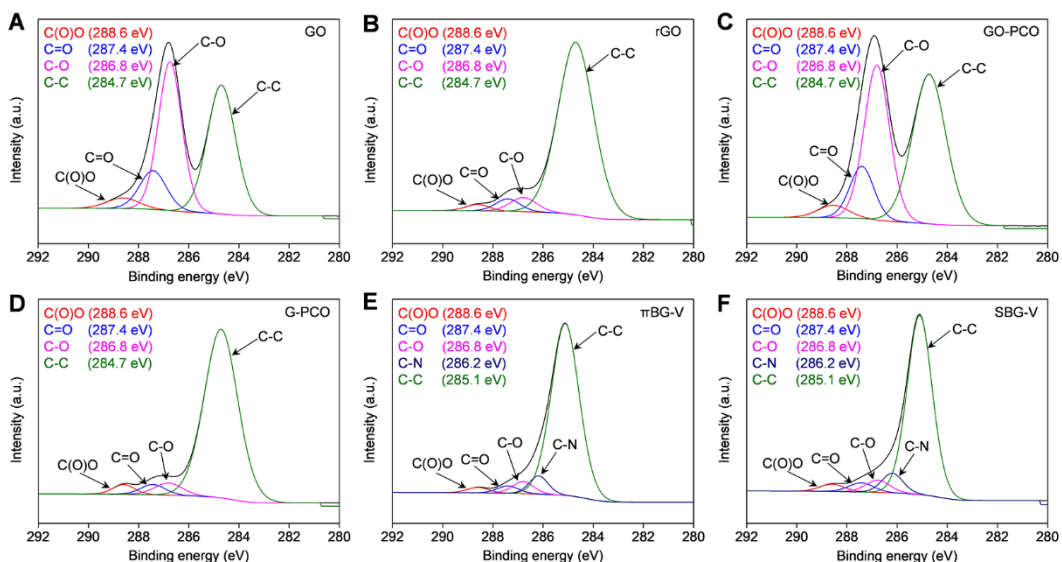 A
C(O)O (288.6 eV)
C=O (287.4 eV)
C-O (286.8 eV)
C-C (284.7 eV)
GO
C-O
C-C
C=O
C(O)O
Intensity (a.u.)
292 290 288 286 284 282 280
Binding energy (eV)
B
C(O)O (288.6 eV)
C=O (287.4 eV)
C-O (286.8 eV)
C-C (284.7 eV)
rGO
C-C
C-O
C=O
C(O)O
Intensity (a.u.)
292 290 288 286 284 282 280
Binding energy (eV)
C
C(O)O (288.6 eV)
C=O (287.4 eV)
C-O (286.8 eV)
C-C (284.7 eV)
GO-PCO
C-O
C-C
C=O
C(O)O
Intensity (a.u.)
292 290 288 286 284 282 280
Binding energy (eV)
D
C(O)O (288.6 eV)
C=O (287.4 eV)
C-O (286.8 eV)
C-C (284.7 eV)
G-PCO
C-C
C-O
C=O
C(O)O
Intensity (a.u.)
292 290 288 286 284 282 280
Binding energy (eV)
E
C(O)O (288.6 eV)
C=O (287.4 eV)
C-O (286.8 eV)
C-N (286.2 eV)
C-C (285.1 eV)
πBG-V
C-C
C-N
C-O
C=O
C(O)O
Intensity (a.u.)
292 290 288 286 284 282 280
Binding energy (eV)
F
C(O)O (288.6 eV)
C=O (287.4 eV)
C-O (286.8 eV)
C-N (286.2 eV)
C-C (285.1 eV)
SBG-V
C-C
C-N
C-O
C=O
C(O)O
Intensity (a.u.)
292 290 288 286 284 282 280
Binding energy (eV)